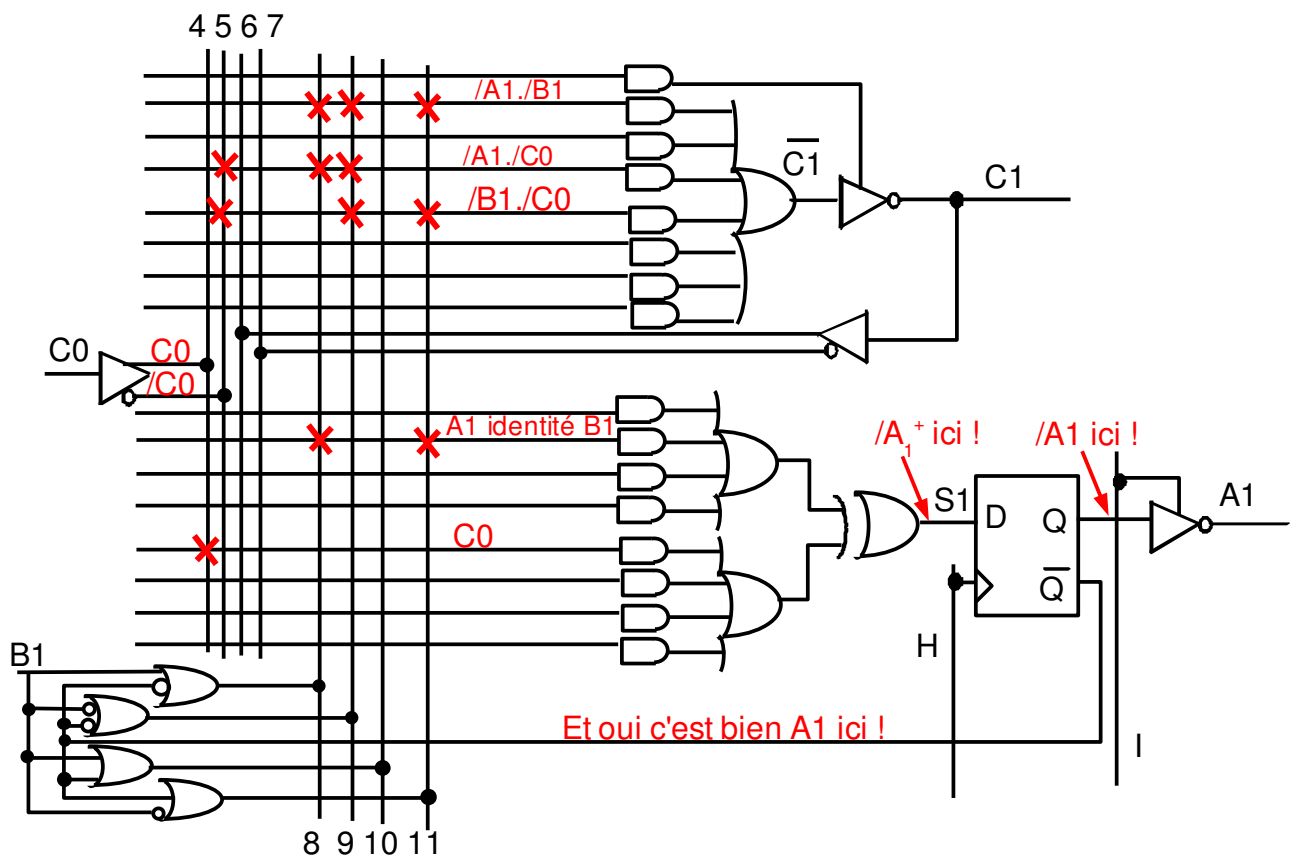 4 5 6 7
/A1./B1
/A1./C0
C1
C1
/B1./C0
C0
C0
/C0
A1 identité B1
/A1+ ici !
/A1 ici !
S1
A1
D
Q
C0
Q
H
B1
Et oui c'est bien A1 ici !
I
8 9 10 11